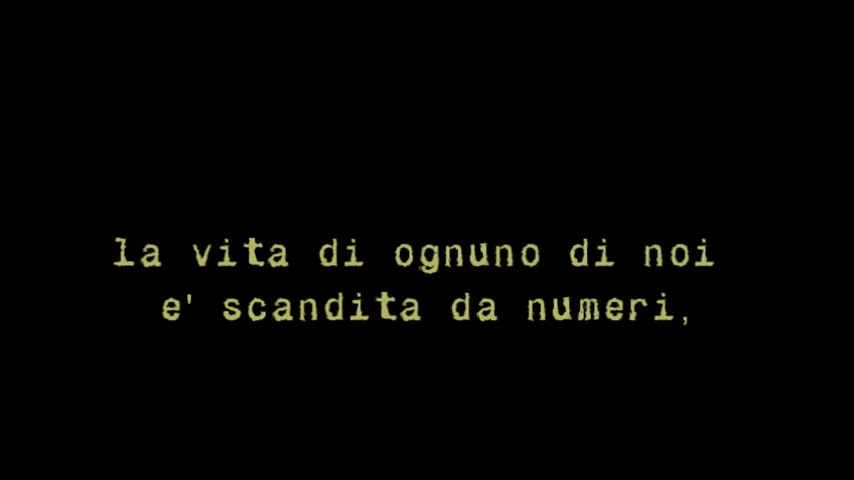 la vita di ognuno di noi
e' scandita da numeri,